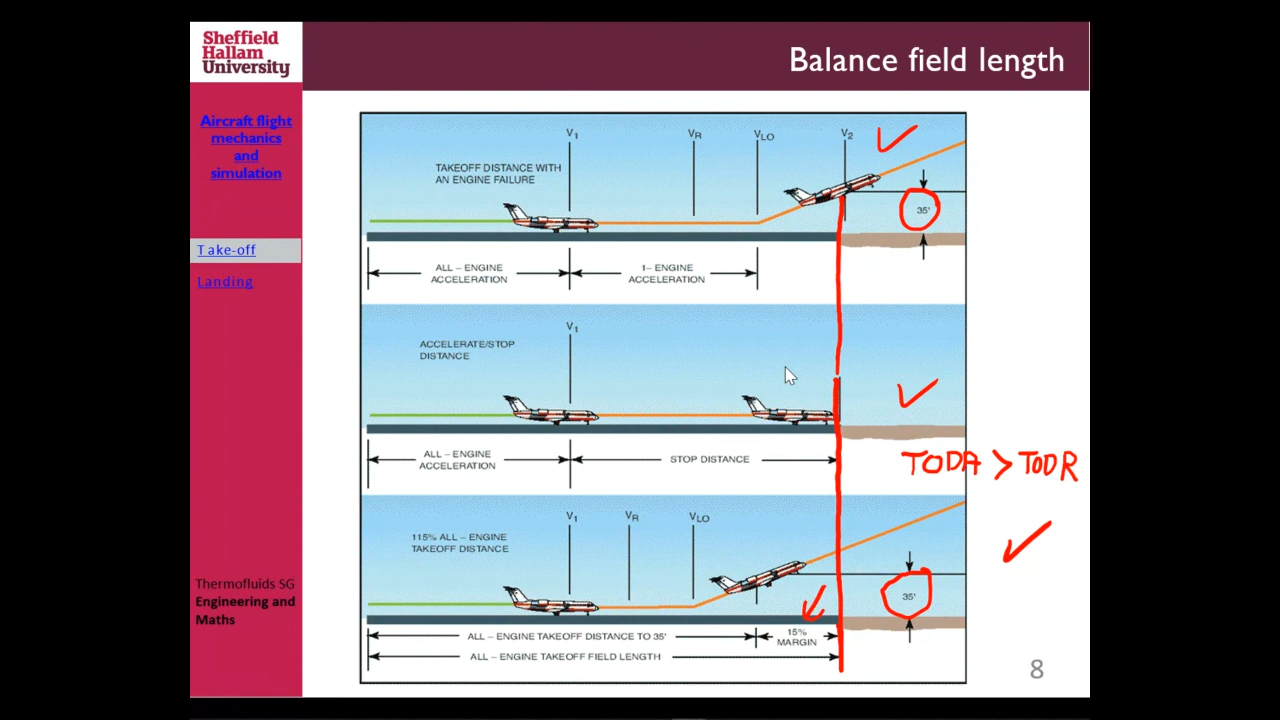 Sheffield
Hallam
University
Balance field length
Aircraft flight
mechanics
and
simulation
Take-off
Landing
Thermofluids SG
Engineering and
Maths
V1
VR
VLO
V2
TAKEOFF DISTANCE WITH
AN ENGINE FAILURE
35'
ALL – ENGINE
ACCELERATION
1– ENGINE
ACCELERATION
V1
ACCELERATE/STOP
DISTANCE
ALL – ENGINE
ACCELERATION
STOP DISTANCE
TODA > TODR
V1
VR
VLO
115% ALL – ENGINE
TAKEOFF DISTANCE
35'
ALL – ENGINE TAKEOFF DISTANCE TO 35'
15%
MARGIN
ALL – ENGINE TAKEOFF FIELD LENGTH
8